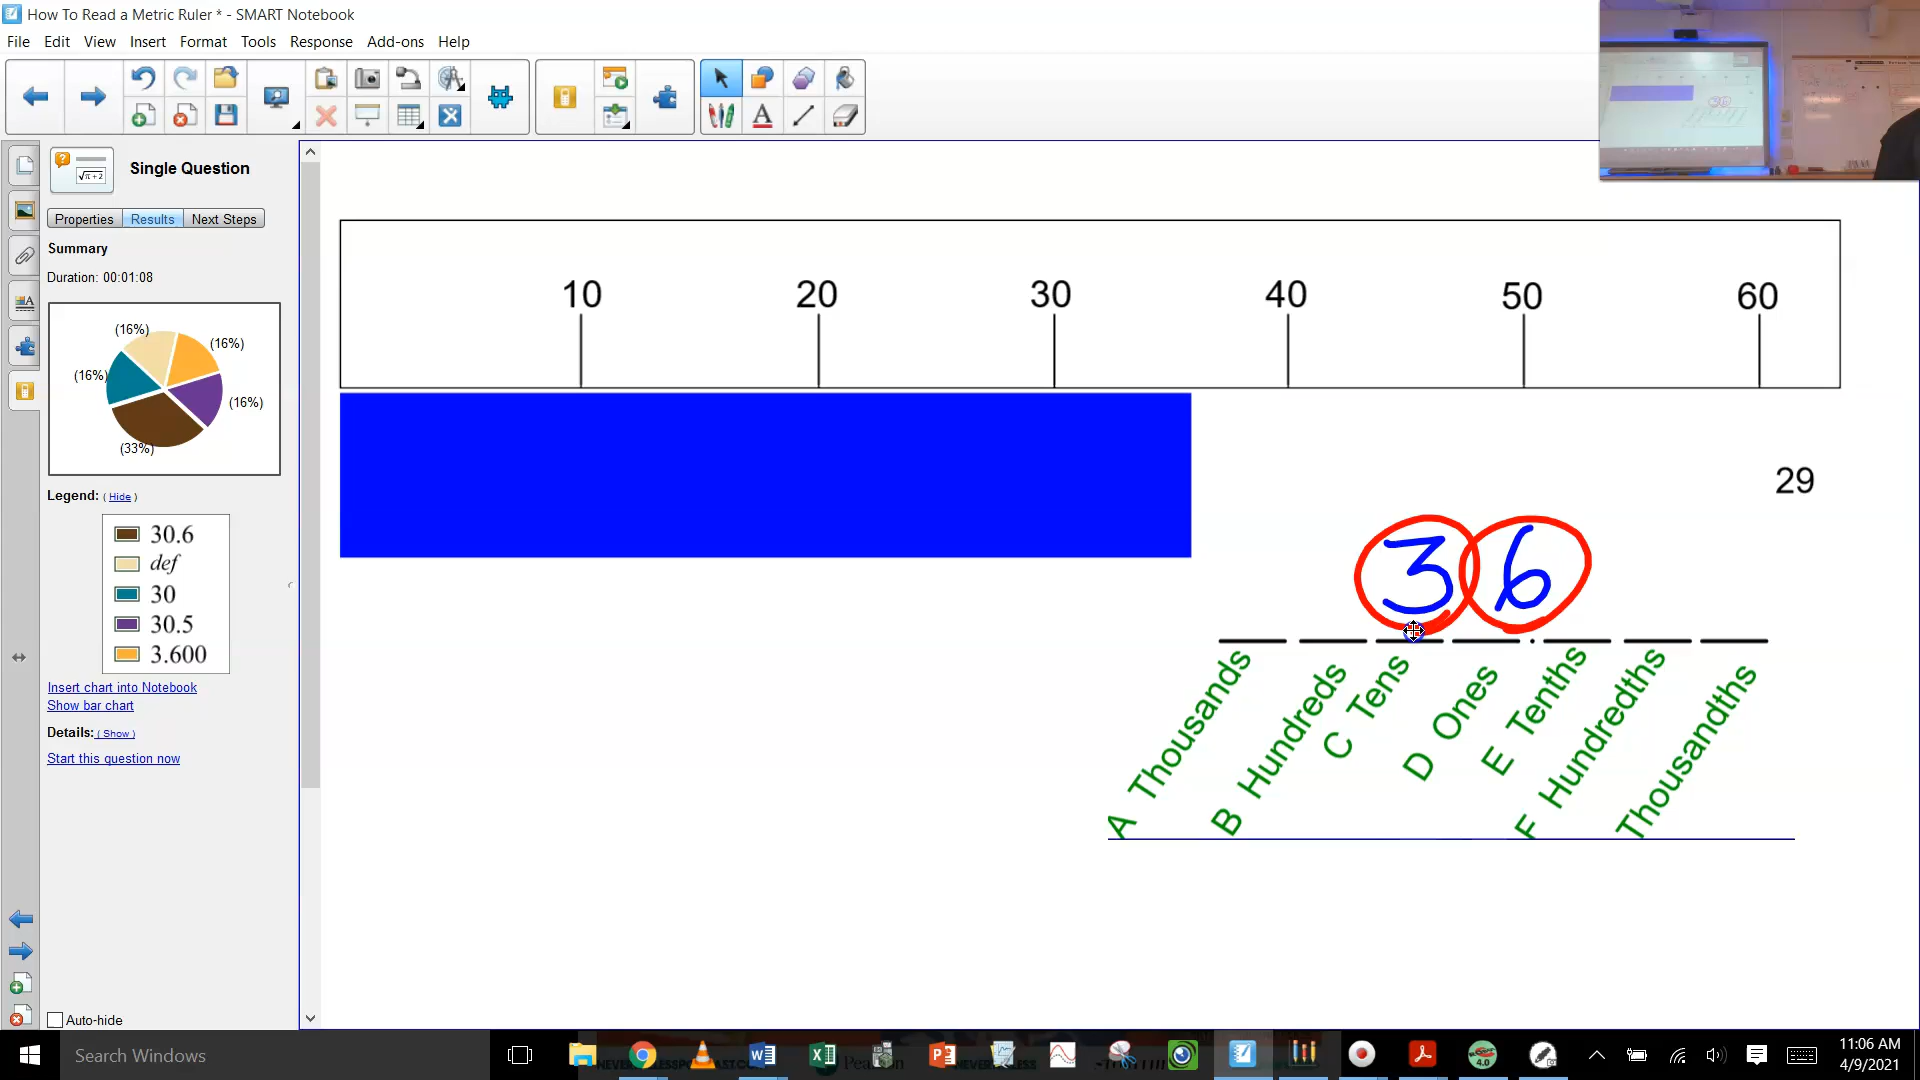 How To Read a Metric Ruler * - SMART Notebook
File Edit View Insert Format Tools Response Add-ons Help
Single Question
Properties Results Next Steps
Summary
Duration: 00:01:08
(16%)
(16%)
(16%)
(16%)
(33%)
Legend: ( Hide )
30.6
def
30
30.5
3.600
Insert chart into Notebook
Show bar chart
Details: ( Show )
Start this question now
Auto-hide
10 20 30 40 50 60
29
3 6
.
A Thousands
B Hundreds
C Tens
D Ones
E Tenths
F Hundredths
Thousandths
Search Windows
11:06 AM
4/9/2021